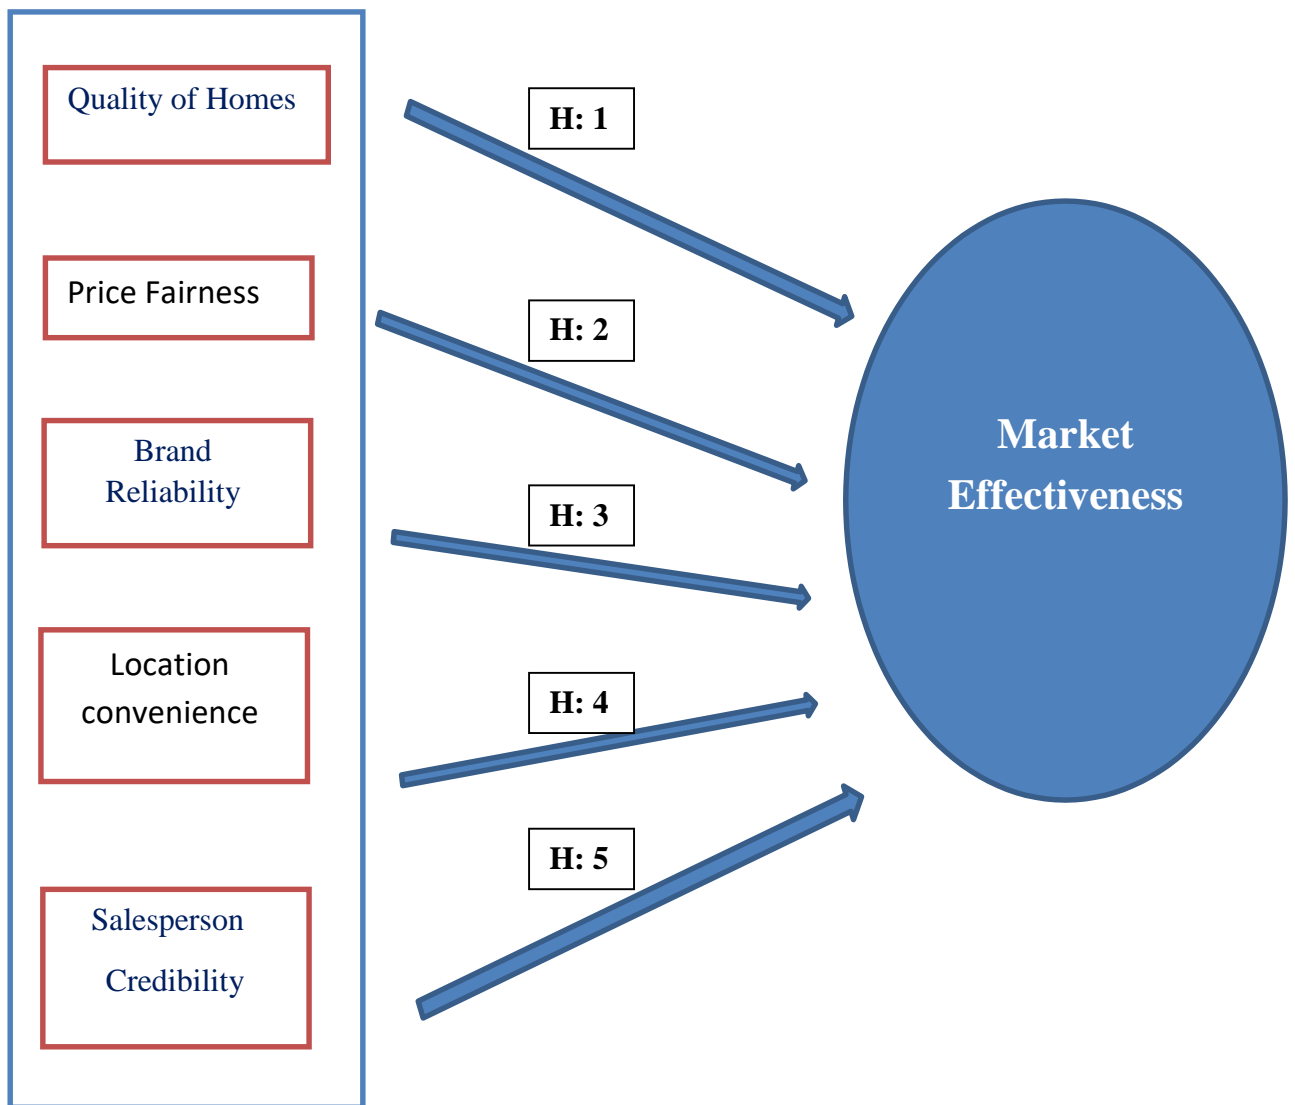 Quality of Homes
H: 1
Price Fairness
H: 2
Brand
Reliability
H: 3
Location
convenience
H: 4
Salesperson
Credibility
H: 5
Market
Effectiveness